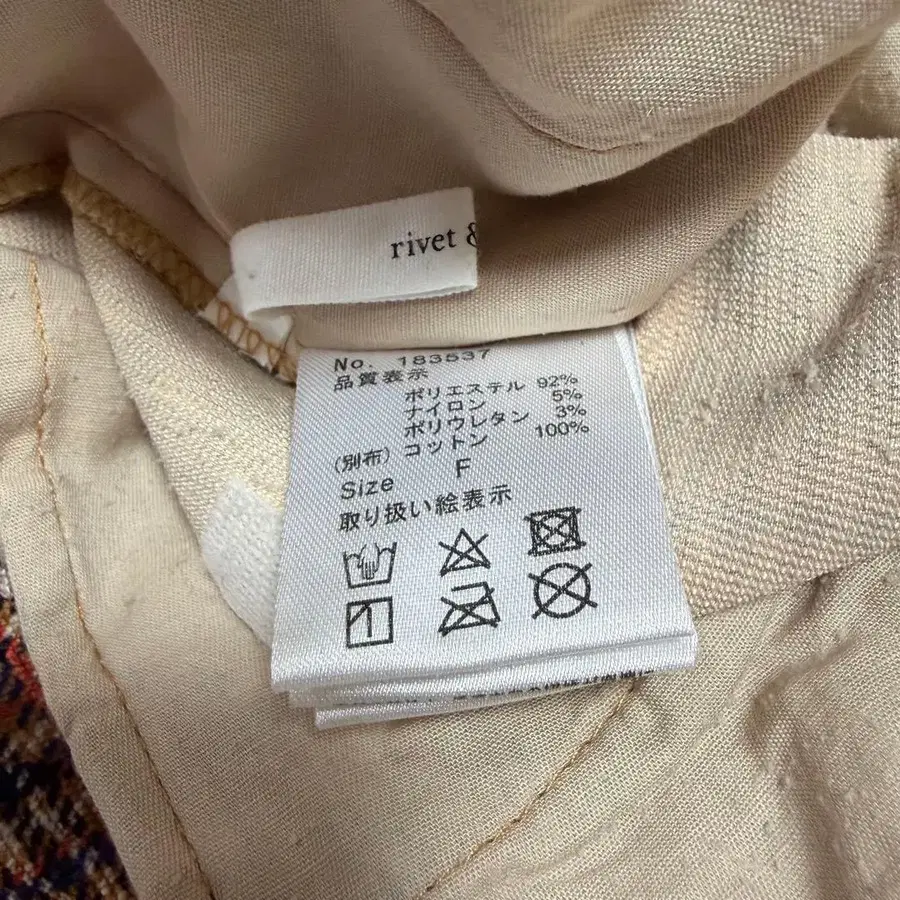 rivet &
No. 183537
品質表示
ポリエステル 92%
ナイロン 5%
ポリウレタン 3%
(別布) コットン 100%
Size F
取り扱い絵表示